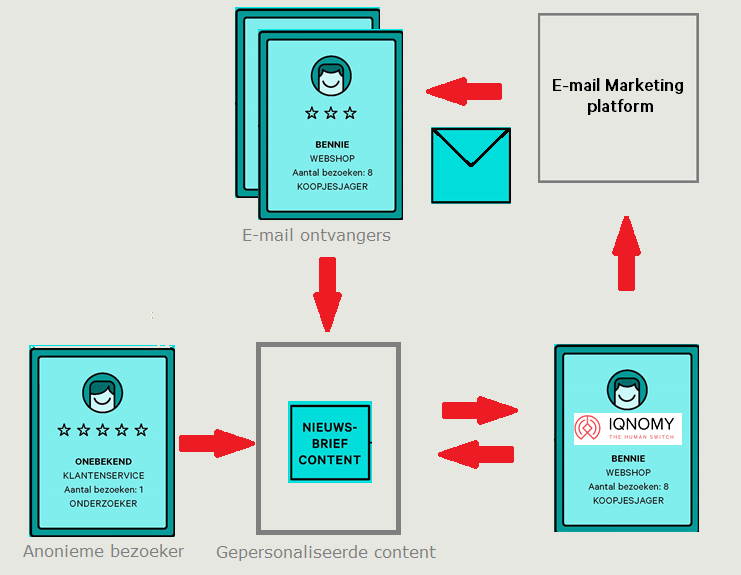 E-mail Marketing
platform
BENNIE
WEBSHOP
Aantal bezoeken: 8
KOOPJESJAGER
E-mail ontvangers
ONEBEKEND
KLANTENSERVICE
Aantal bezoeken: 1
ONDERZOEKER
Anonieme bezoeker
NIEUWS-
BRIEF
CONTENT
Gepersonaliseerde content
IQNOMY
THE HUMAN SWITCH
BENNIE
WEBSHOP
Aantal bezoeken: 8
KOOPJESJAGER